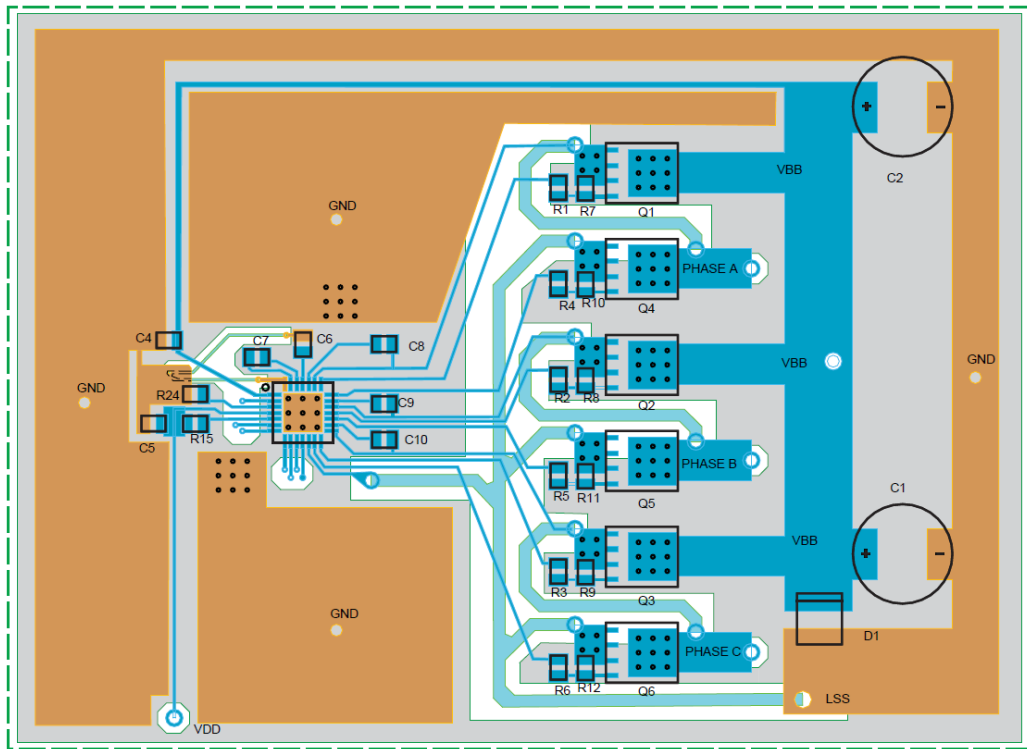 +
-
C2
VBB
R1
R7
Q1
GND
PHASE A
R4
R10
Q4
C4
C7
C6
C8
VBB
GND
GND
R24
R2
R8
Q2
C9
C5
R15
C10
PHASE B
R5
R11
Q5
C1
VBB
+
-
R3
R9
Q3
GND
D1
PHASE C
R6
R12
Q6
LSS
VDD